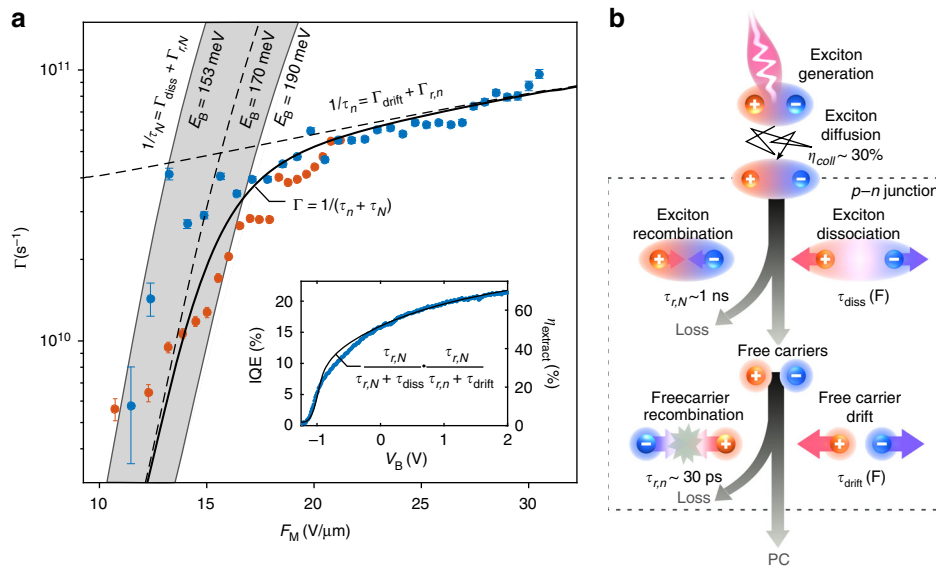 a
10¹¹
10¹⁰
Γ (s⁻¹)
1/τ_N = Γ_diss + Γ_r,N
E_B = 153 meV
E_B = 170 meV
E_B = 190 meV
1/τ_n = Γ_drift + Γ_r,n
Γ = 1/(τ_n + τ_N)
10
15
20
25
30
F_M (V/μm)
20
15
10
5
0
IQE (%)
60
40
20
0
η_extract (%)
τ_r,N
τ_r,N + τ_diss
τ_r,N
τ_r,n + τ_drift
−1
0
1
2
V_B (V)
b
Exciton
generation
+
−
Exciton
diffusion
η_coll ~ 30%
+
−
p–n junction
Exciton
recombination
+
−
τ_r,N ~1 ns
Loss
Exciton
dissociation
+
−
τ_diss (F)
Free carriers
+
−
Freecarrier
recombination
−
+
τ_r,n ~ 30 ps
Loss
Free carrier
drift
+
−
τ_drift (F)
PC